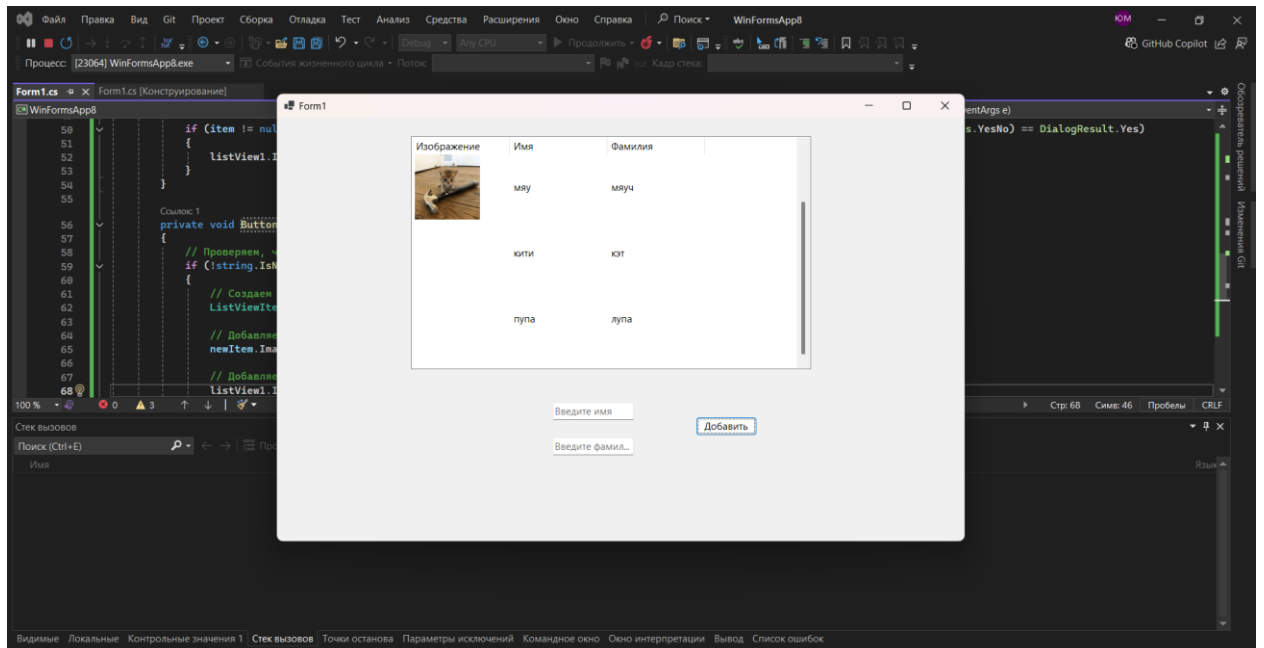 Файл Правка Вид Git Проект Сборка Отладка Тест Анализ Средства Расширения Окно Справка Поиск WinFormsApp8 ЮМ
Debug Any CPU Продолжить GitHub Copilot
Процесс: [23064] WinFormsApp8.exe События жизненного цикла Поток: Кадр стека:
Form1.cs Form1.cs [Конструирование]
WinFormsApp8
entArgs e)
50 if (item != nul
s.YesNo) == DialogResult.Yes)
51 {
52 listView1.I
53 }
54 }
55
Ссылок: 1
56 private void Button
57 {
58 // Проверяем, ч
59 if (!string.IsN
60 {
61 // Создаем
62 ListViewIte
63
64 // Добавляе
65 newItem.Ima
66
67 // Добавляе
68 listView1.I
Form1
Изображение Имя Фамилия
мяу мяуч
кити кэт
пупа лупа
Введите имя
Добавить
Введите фамил...
100 % 0 3 Стр: 68 Симв: 46 Пробелы CRLF
Стек вызовов
Поиск (Ctrl+E)
Имя Язык
Видимые Локальные Контрольные значения 1 Стек вызовов Точки останова Параметры исключений Командное окно Окно интерпретации Вывод Список ошибок
Обозреватель решений
Изменения Git